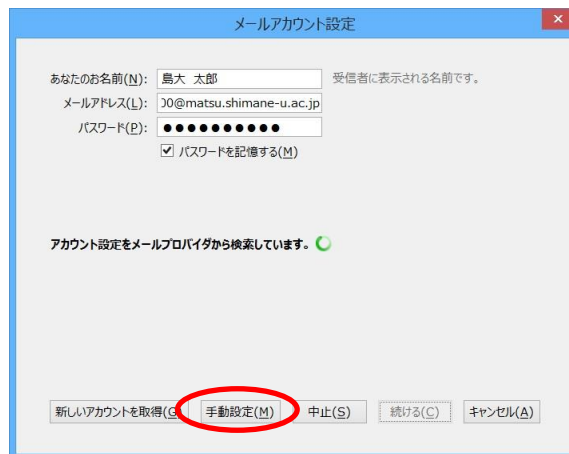 メールアカウント設定
あなたのお名前(N): 島大 太郎 受信者に表示される名前です。
メールアドレス(L): 00@matsu.shimane-u.ac.jp
パスワード(P): ●●●●●●●●●●
パスワードを記憶する(M)
アカウント設定をメールプロバイダから検索しています。
新しいアカウントを取得(G) 手動設定(M) 中止(S) 続ける(C) キャンセル(A)